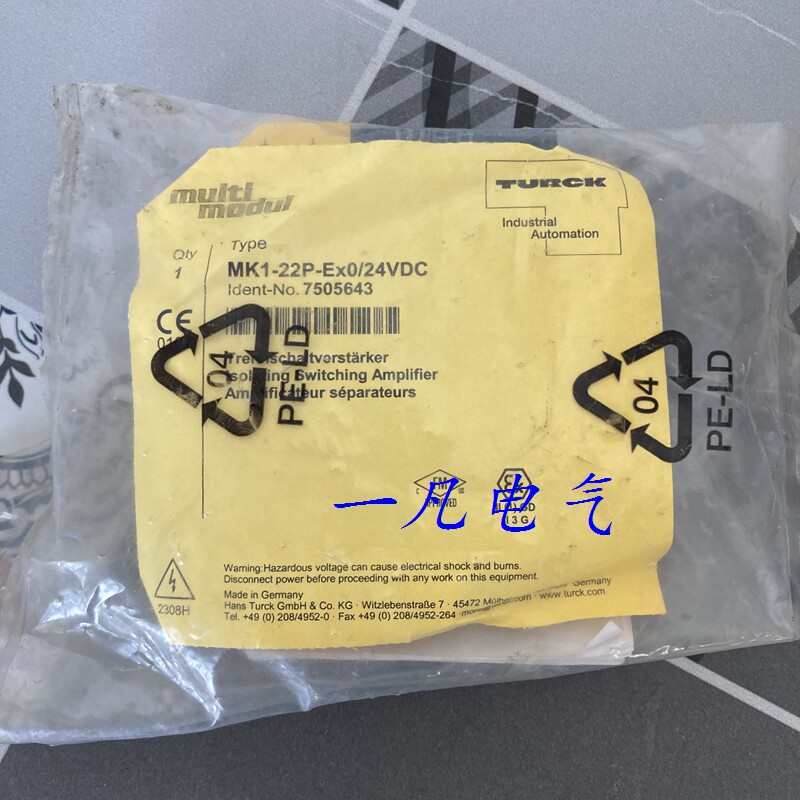 multi
modul
TURCK
Industrial
Automation
Qty
1
Type
MK1-22P-Ex0/24VDC
Ident-No. 7505643
CE
04
PE-LD
Isolating Switching Amplifier
séparateurs
04
PE-LD
FM
APPROVED
一凡电气
Warning:Hazardous voltage can cause electrical shock and burns.
Disconnect power before proceeding with any work on this equipment.
2308H
Made in Germany
Hans Turck GmbH & Co. KG · Witzlebenstraße 7 · 45472 Germany
Tel. +49 (0) 208/4952-0 · Fax +49 (0) 208/4952-264 www.turck.com